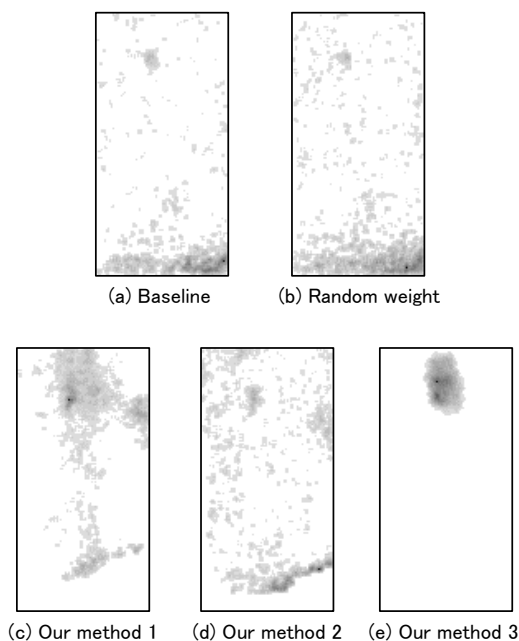 (a) Baseline
(b) Random weight
(c) Our method 1
(d) Our method 2
(e) Our method 3